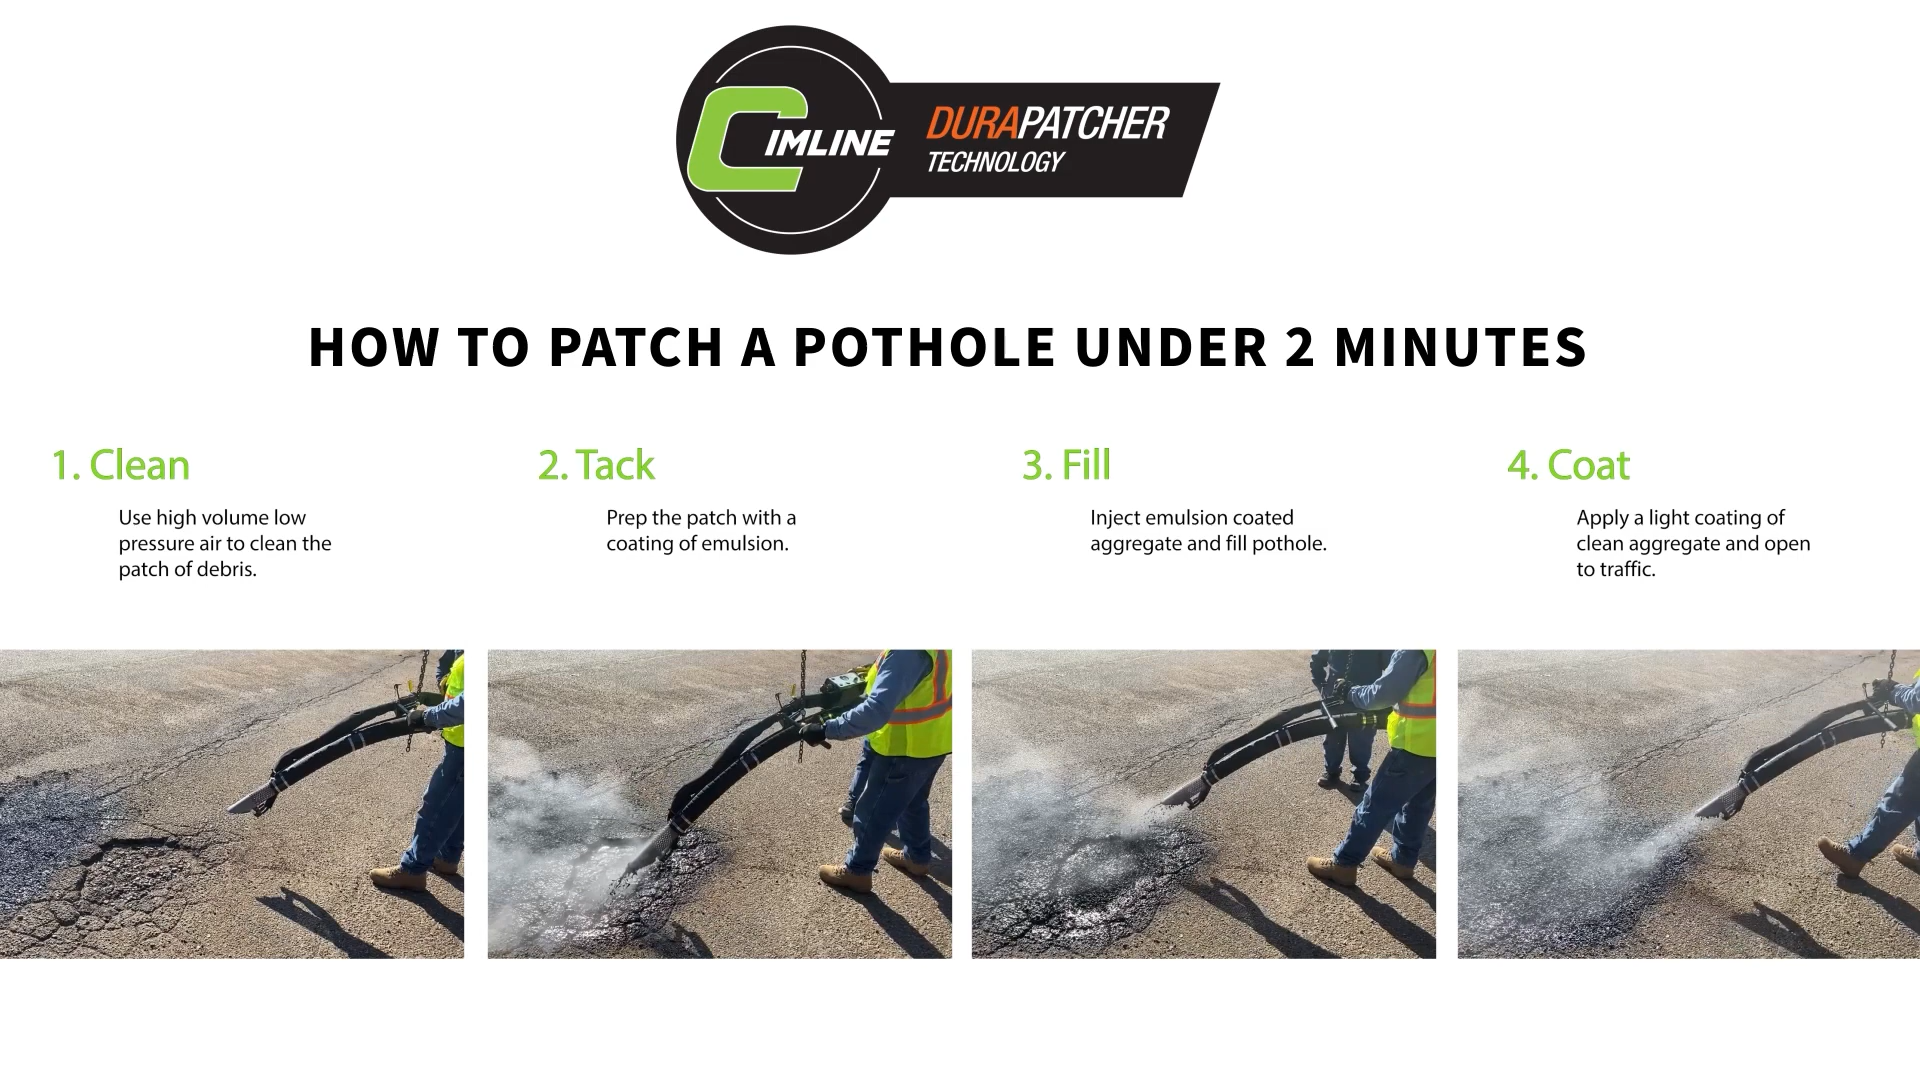 CIMLINE
DURAPATCHER
TECHNOLOGY
HOW TO PATCH A POTHOLE UNDER 2 MINUTES
1. Clean
Use high volume low
pressure air to clean the
patch of debris.
2. Tack
Prep the patch with a
coating of emulsion.
3. Fill
Inject emulsion coated
aggregate and fill pothole.
4. Coat
Apply a light coating of
clean aggregate and open
to traffic.